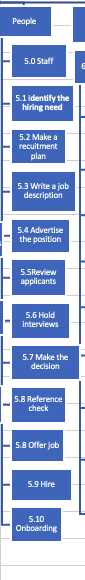 People
5.0 Staff
6
5.1 Identify the
hiring need
5.2 Make a
recuitment
plan
5.3 Write a job
description
5.4 Advertise
the position
5.5Review
applicants
5.6 Hold
interviews
5.7 Make the
decision
5.8 Reference
check
5.8 Offer job
5.9 Hire
5.10
Onboarding